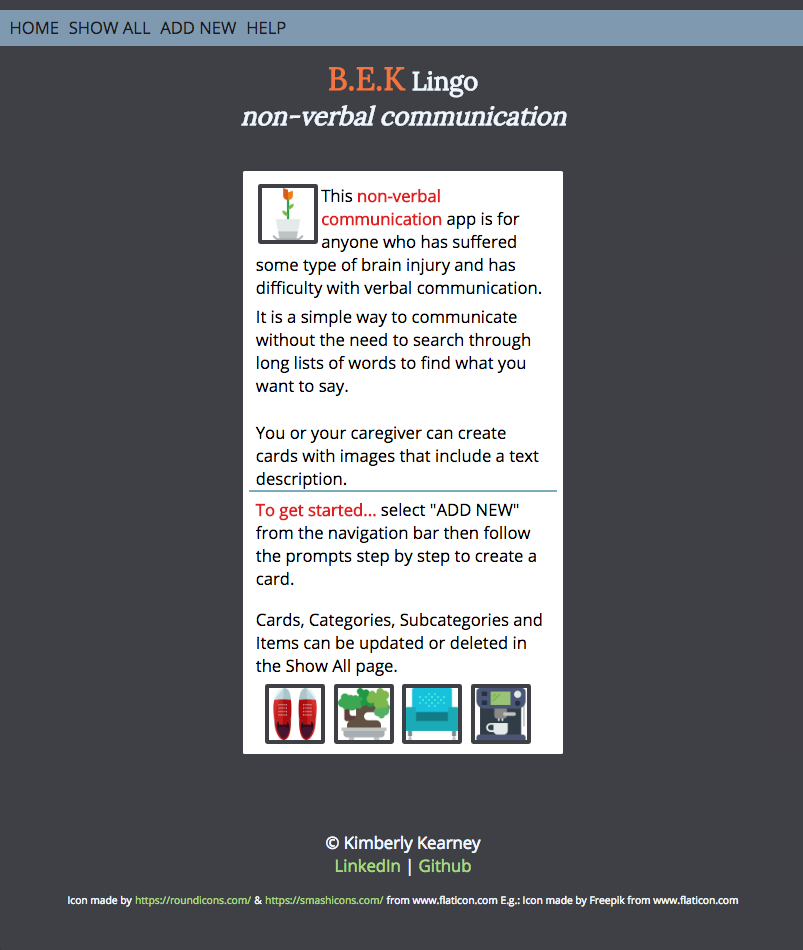 HOME SHOW ALL ADD NEW HELP
B.E.K Lingo
non-verbal communication
This non-verbal
communication app is for
anyone who has suffered
some type of brain injury and has
difficulty with verbal communication.
It is a simple way to communicate
without the need to search through
long lists of words to find what you
want to say.
You or your caregiver can create
cards with images that include a text
description.
To get started... select "ADD NEW"
from the navigation bar then follow
the prompts step by step to create a
card.
Cards, Categories, Subcategories and
Items can be updated or deleted in
the Show All page.
© Kimberly Kearney
LinkedIn | Github
Icon made by https://roundicons.com/ & https://smashicons.com/ from www.flaticon.com E.g.: Icon made by Freepik from www.flaticon.com